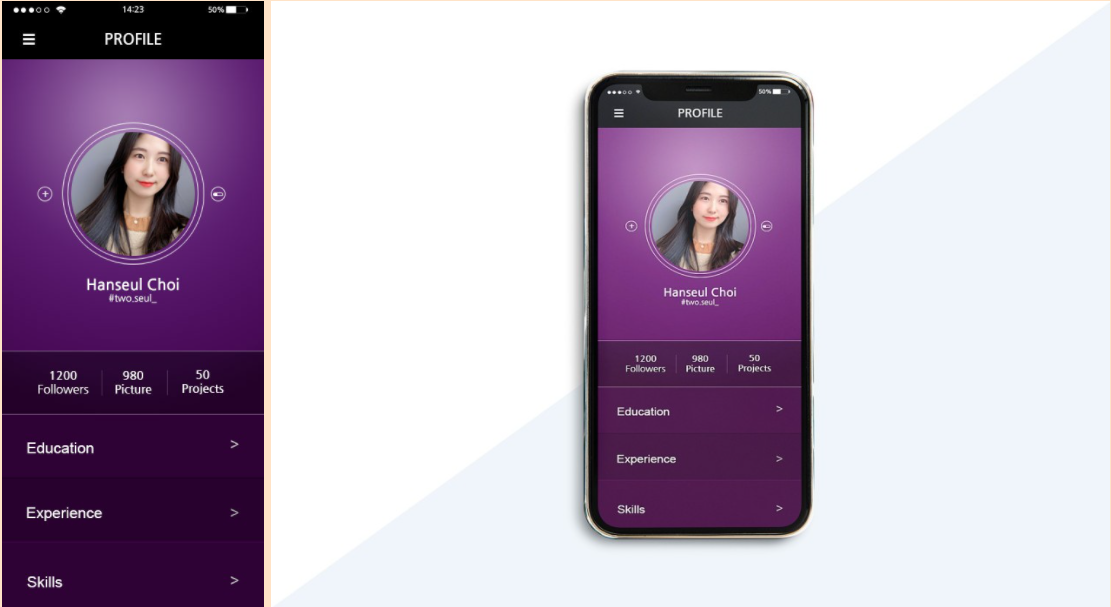 14:23
50%
PROFILE
Hanseul Choi
#two.seul_
1200 980 50
Followers Picture Projects
Education >
Experience >
Skills >
50%
PROFILE
Hanseul Choi
#two.seul_
1200 980 50
Followers Picture Projects
Education >
Experience >
Skills >